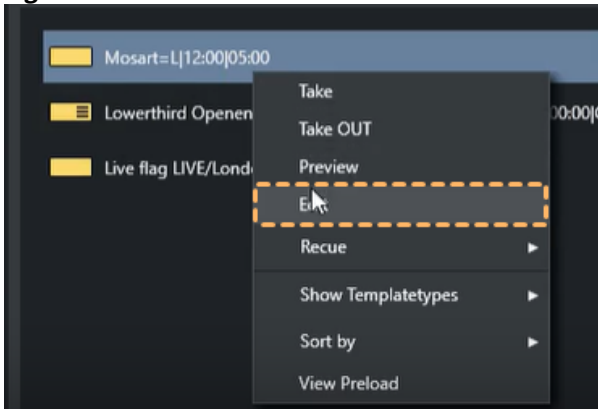 Mosart=L|12:00|05:00
Take
Lowerthird Openen
00:00|
Take OUT
Live flag LIVE/Lond
Preview
Recue
Show Templatetypes
Sort by
View Preload